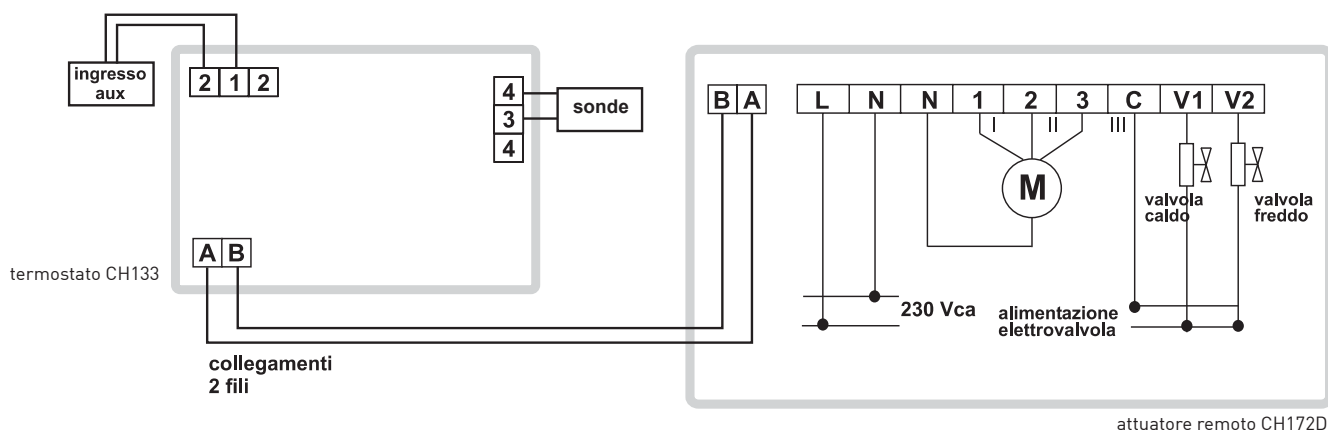 ingresso
aux
2 1 2
4
3
4
sonde
A B
termostato CH133
collegamenti
2 fili
B A
L N N 1 2 3 C V1 V2
I II III
M
valvola
caldo
valvola
freddo
230 Vca
alimentazione
elettrovalvola
attuatore remoto CH172D